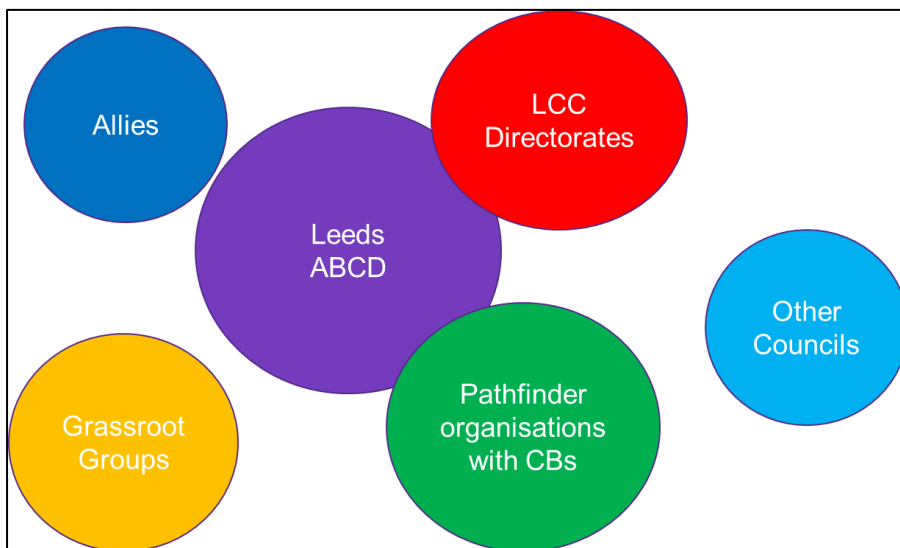 Allies
LCC
Directorates
Leeds
ABCD
Other
Councils
Grassroot
Groups
Pathfinder
organisations
with CBs